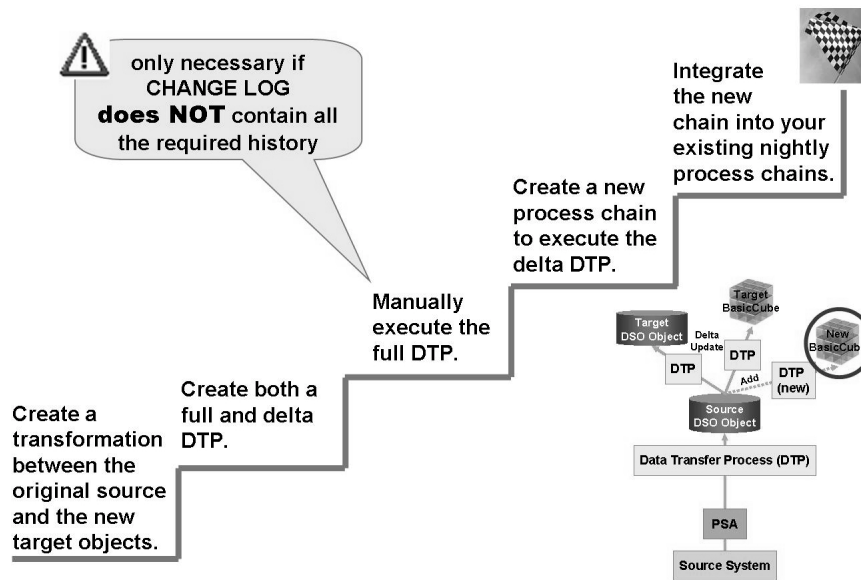 only necessary if
CHANGE LOG
does NOT contain all
the required history
Create a
transformation
between the
original source
and the new
target objects.
Create both a
full and delta
DTP.
Manually
execute the
full DTP.
Create a new
process chain
to execute the
delta DTP.
Integrate
the new
chain into your
existing nightly
process chains.
Target
BasicCube
Target
DSO Object
Delta
Update
New
BasicCub
DTP
DTP
Add
DTP
(new)
Source
DSO Object
Data Transfer Process (DTP)
PSA
Source System